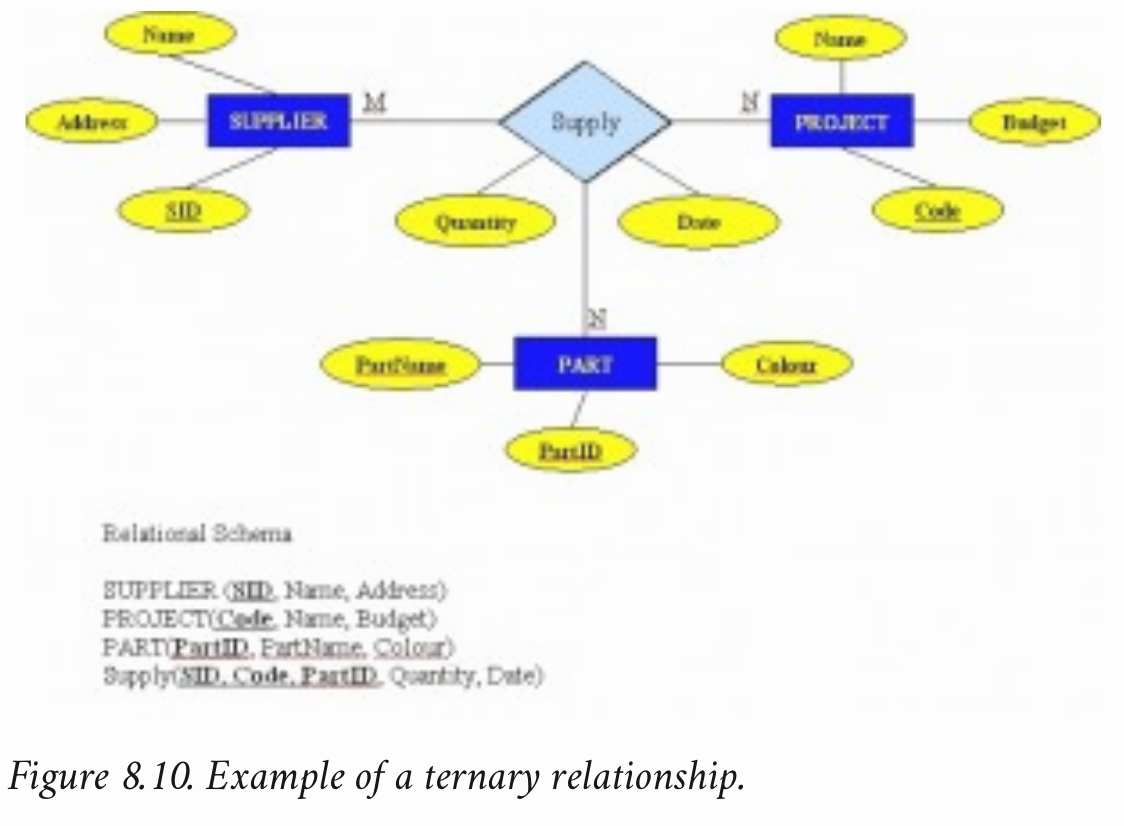 Name
Name
Address
SUPPLIER
M
Supply
N
PROJECT
Budget
SID
Quantity
Date
Code
N
PartName
PART
Colour
PartID
Relational Schema
SUPPLIER (SID, Name, Address)
PROJECT(Code, Name, Budget)
PART(PartID, PartName, Colour)
Supply(SID, Code, PartID, Quantity, Date)
Figure 8.10. Example of a ternary relationship.